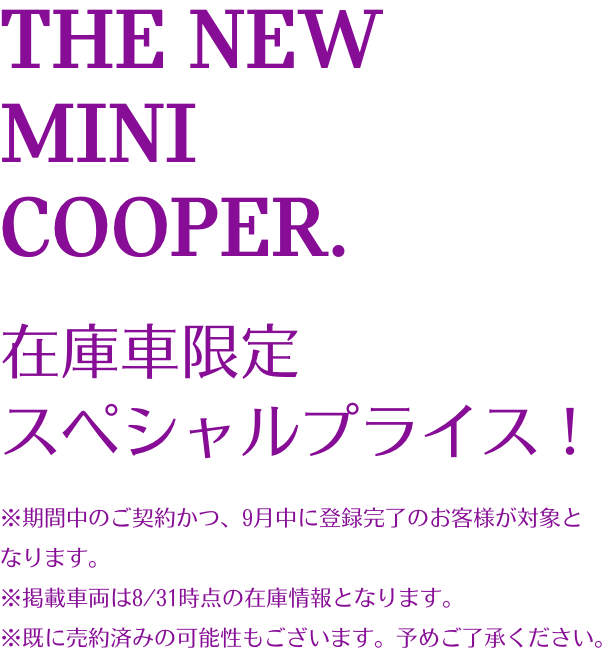 THE NEW
MINI
COOPER.
在庫車限定
スペシャルプライス！
※期間中のご契約かつ、9月中に登録完了のお客様が対象と
なります。
※掲載車両は8/31時点の在庫情報となります。
※既に売約済みの可能性もございます。予めご了承ください。